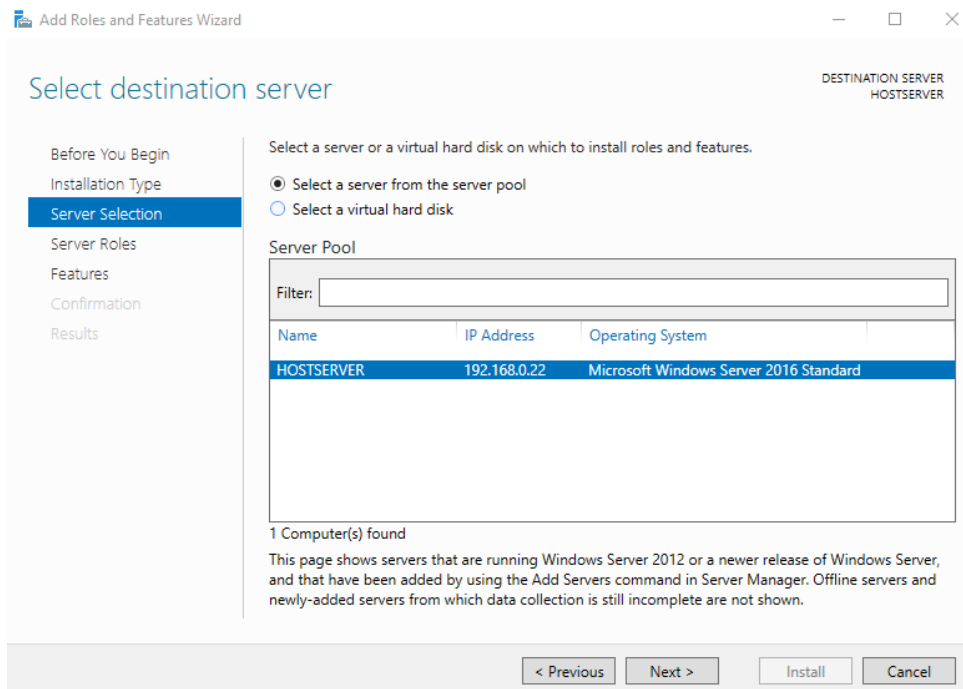 Add Roles and Features Wizard
Select destination server
DESTINATION SERVER
HOSTSERVER
Before You Begin
Installation Type
Server Selection
Server Roles
Features
Confirmation
Results
Select a server or a virtual hard disk on which to install roles and features.
Select a server from the server pool
Select a virtual hard disk
Server Pool
Filter:
Name IP Address Operating System
HOSTSERVER 192.168.0.22 Microsoft Windows Server 2016 Standard
1 Computer(s) found
This page shows servers that are running Windows Server 2012 or a newer release of Windows Server,
and that have been added by using the Add Servers command in Server Manager. Offline servers and
newly-added servers from which data collection is still incomplete are not shown.
< Previous Next > Install Cancel